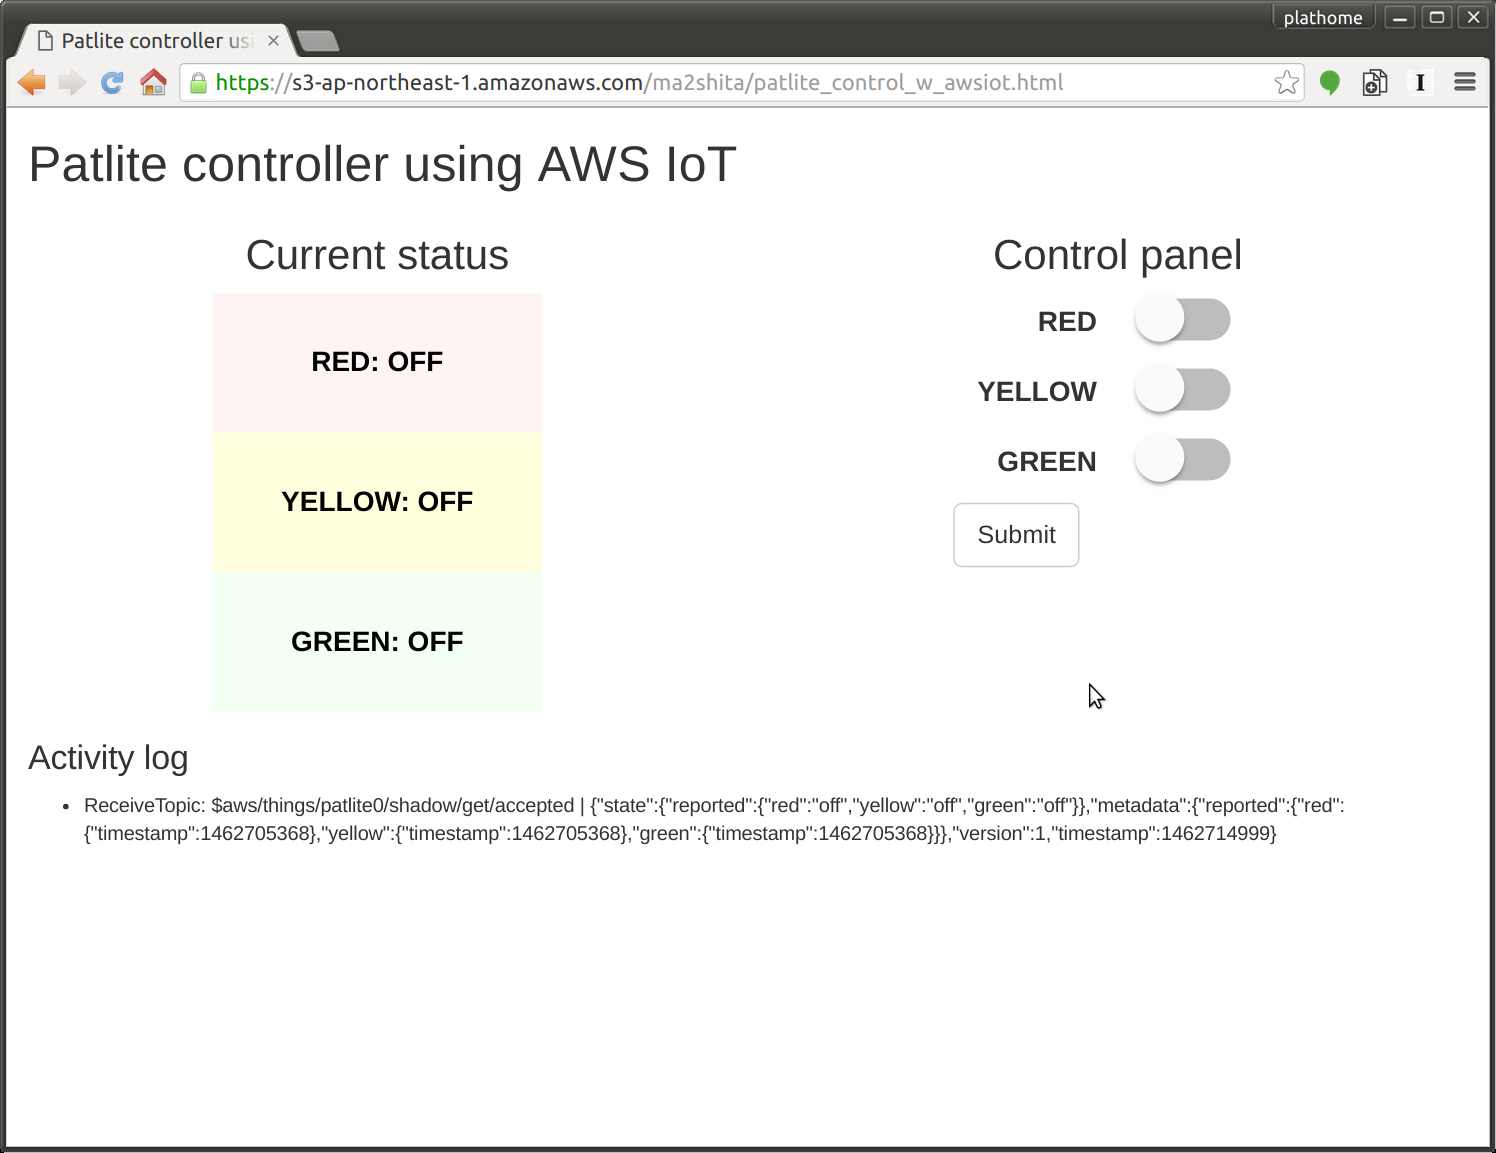 plathome
Patlite controller us
https://s3-ap-northeast-1.amazonaws.com/ma2shita/patlite_control_w_awsiot.html
Patlite controller using AWS IoT
Current status
RED: OFF
YELLOW: OFF
GREEN: OFF
Control panel
RED
YELLOW
GREEN
Submit
Activity log
ReceiveTopic: $aws/things/patlite0/shadow/get/accepted | {"state":{"reported":{"red":"off","yellow":"off","green":"off"}},"metadata":{"reported":{"red":
{"timestamp":1462705368},"yellow":{"timestamp":1462705368},"green":{"timestamp":1462705368}}},"version":1,"timestamp":1462714999}